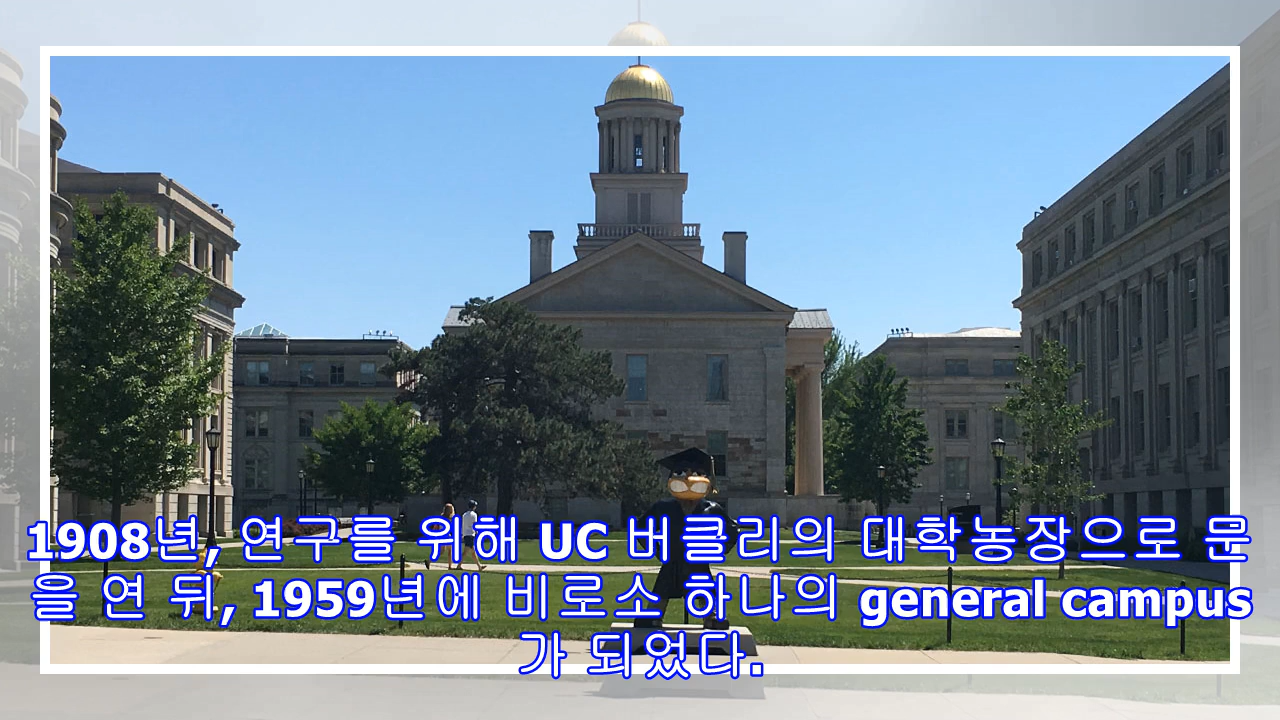 1908년, 연구를 위해 UC 버클리의 대학농장으로 문
을 연 뒤, 1959년에 비로소 하나의 general campus
가 되었다.